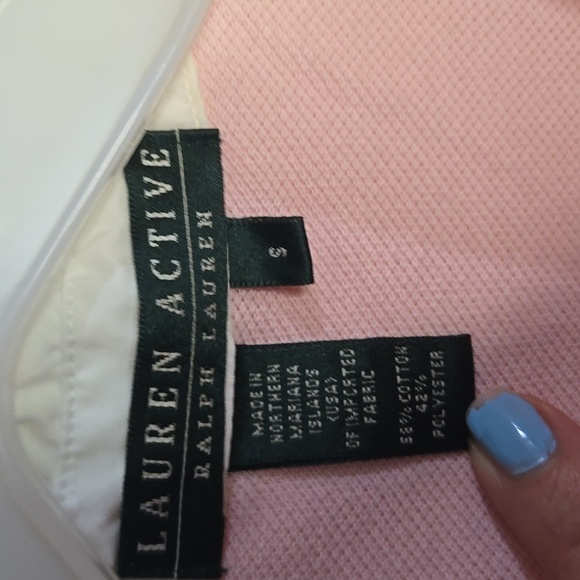 LAUREN ACTIVE
RALPH LAUREN
S
MADE IN
NORTHERN
MARIANA
ISLANDS
(USA)
OF IMPORTED
FABRIC
58% COTTON
42%
POLYESTER